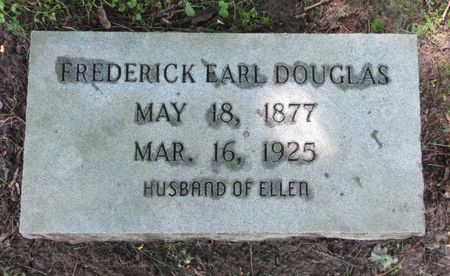 FREDERICK EARL DOUGLAS
MAY 18, 1877
MAR. 16, 1925
HUSBAND OF ELLEN